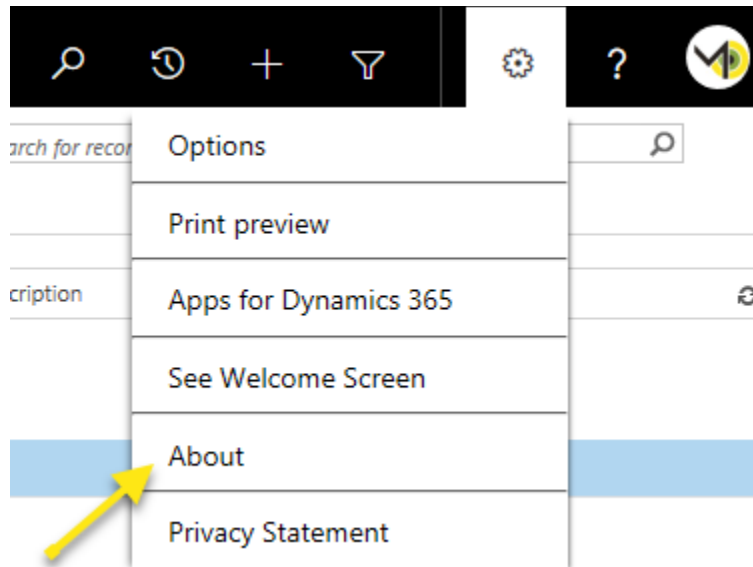 ?
arch for recor
Options
Print preview
cription
Apps for Dynamics 365
See Welcome Screen
About
Privacy Statement